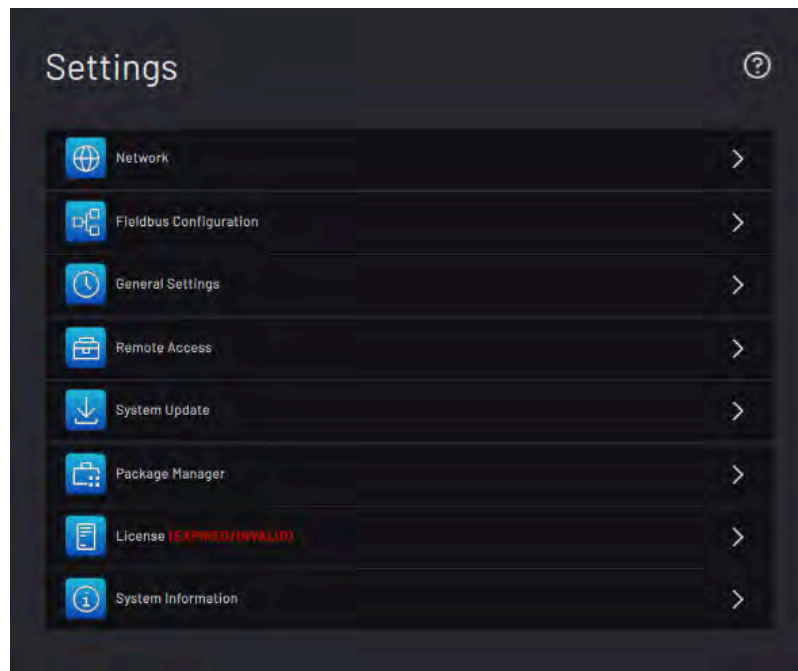 Settings
Network
Fieldbus Configuration
General Settings
Remote Access
System Update
Package Manager
License (EXPIRED/INVALID)
System Information